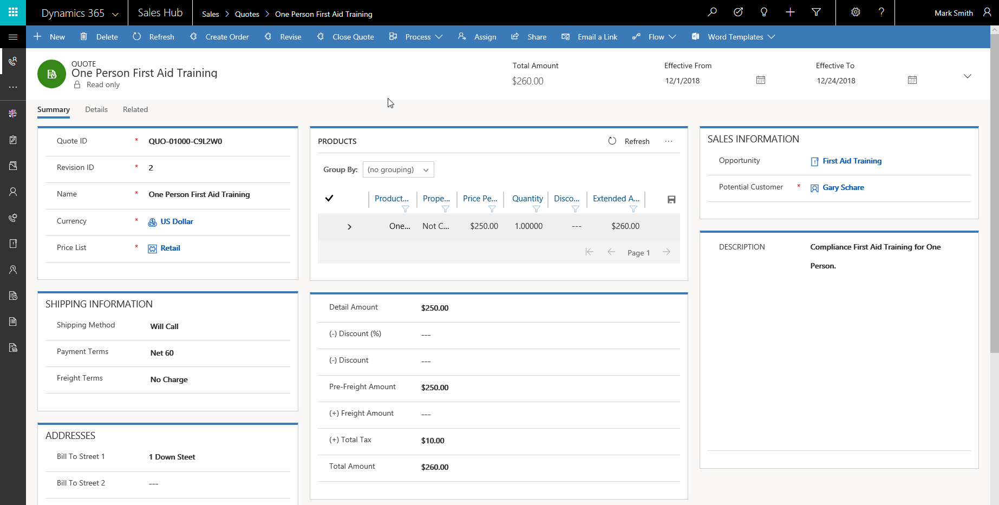 Dynamics 365
Sales Hub
Sales > Quotes > One Person First Aid Training
Mark Smith
New Delete Refresh Create Order Revise Close Quote Process Assign Share Email a Link Flow Word Templates
QUOTE
One Person First Aid Training
Read only
Total Amount
$260.00
Effective From
12/1/2018
Effective To
12/24/2018
Summary Details Related
Quote ID * QUO-01000-C9L2W0
Revision ID * 2
Name * One Person First Aid Training
Currency * US Dollar
Price List * Retail
SHIPPING INFORMATION
Shipping Method Will Call
Payment Terms Net 60
Freight Terms No Charge
ADDRESSES
Bill To Street 1 1 Down Steet
Bill To Street 2 ---
PRODUCTS
Refresh ...
Group By: (no grouping)
Product... Prope... Price Pe... Quantity Disco... Extended A...
One... Not C... $250.00 1.00000 --- $260.00
Page 1
Detail Amount $250.00
(-) Discount (%) ---
(-) Discount ---
Pre-Freight Amount $250.00
(+) Freight Amount ---
(+) Total Tax $10.00
Total Amount $260.00
SALES INFORMATION
Opportunity First Aid Training
Potential Customer * Gary Schare
DESCRIPTION Compliance First Aid Training for One
Person.